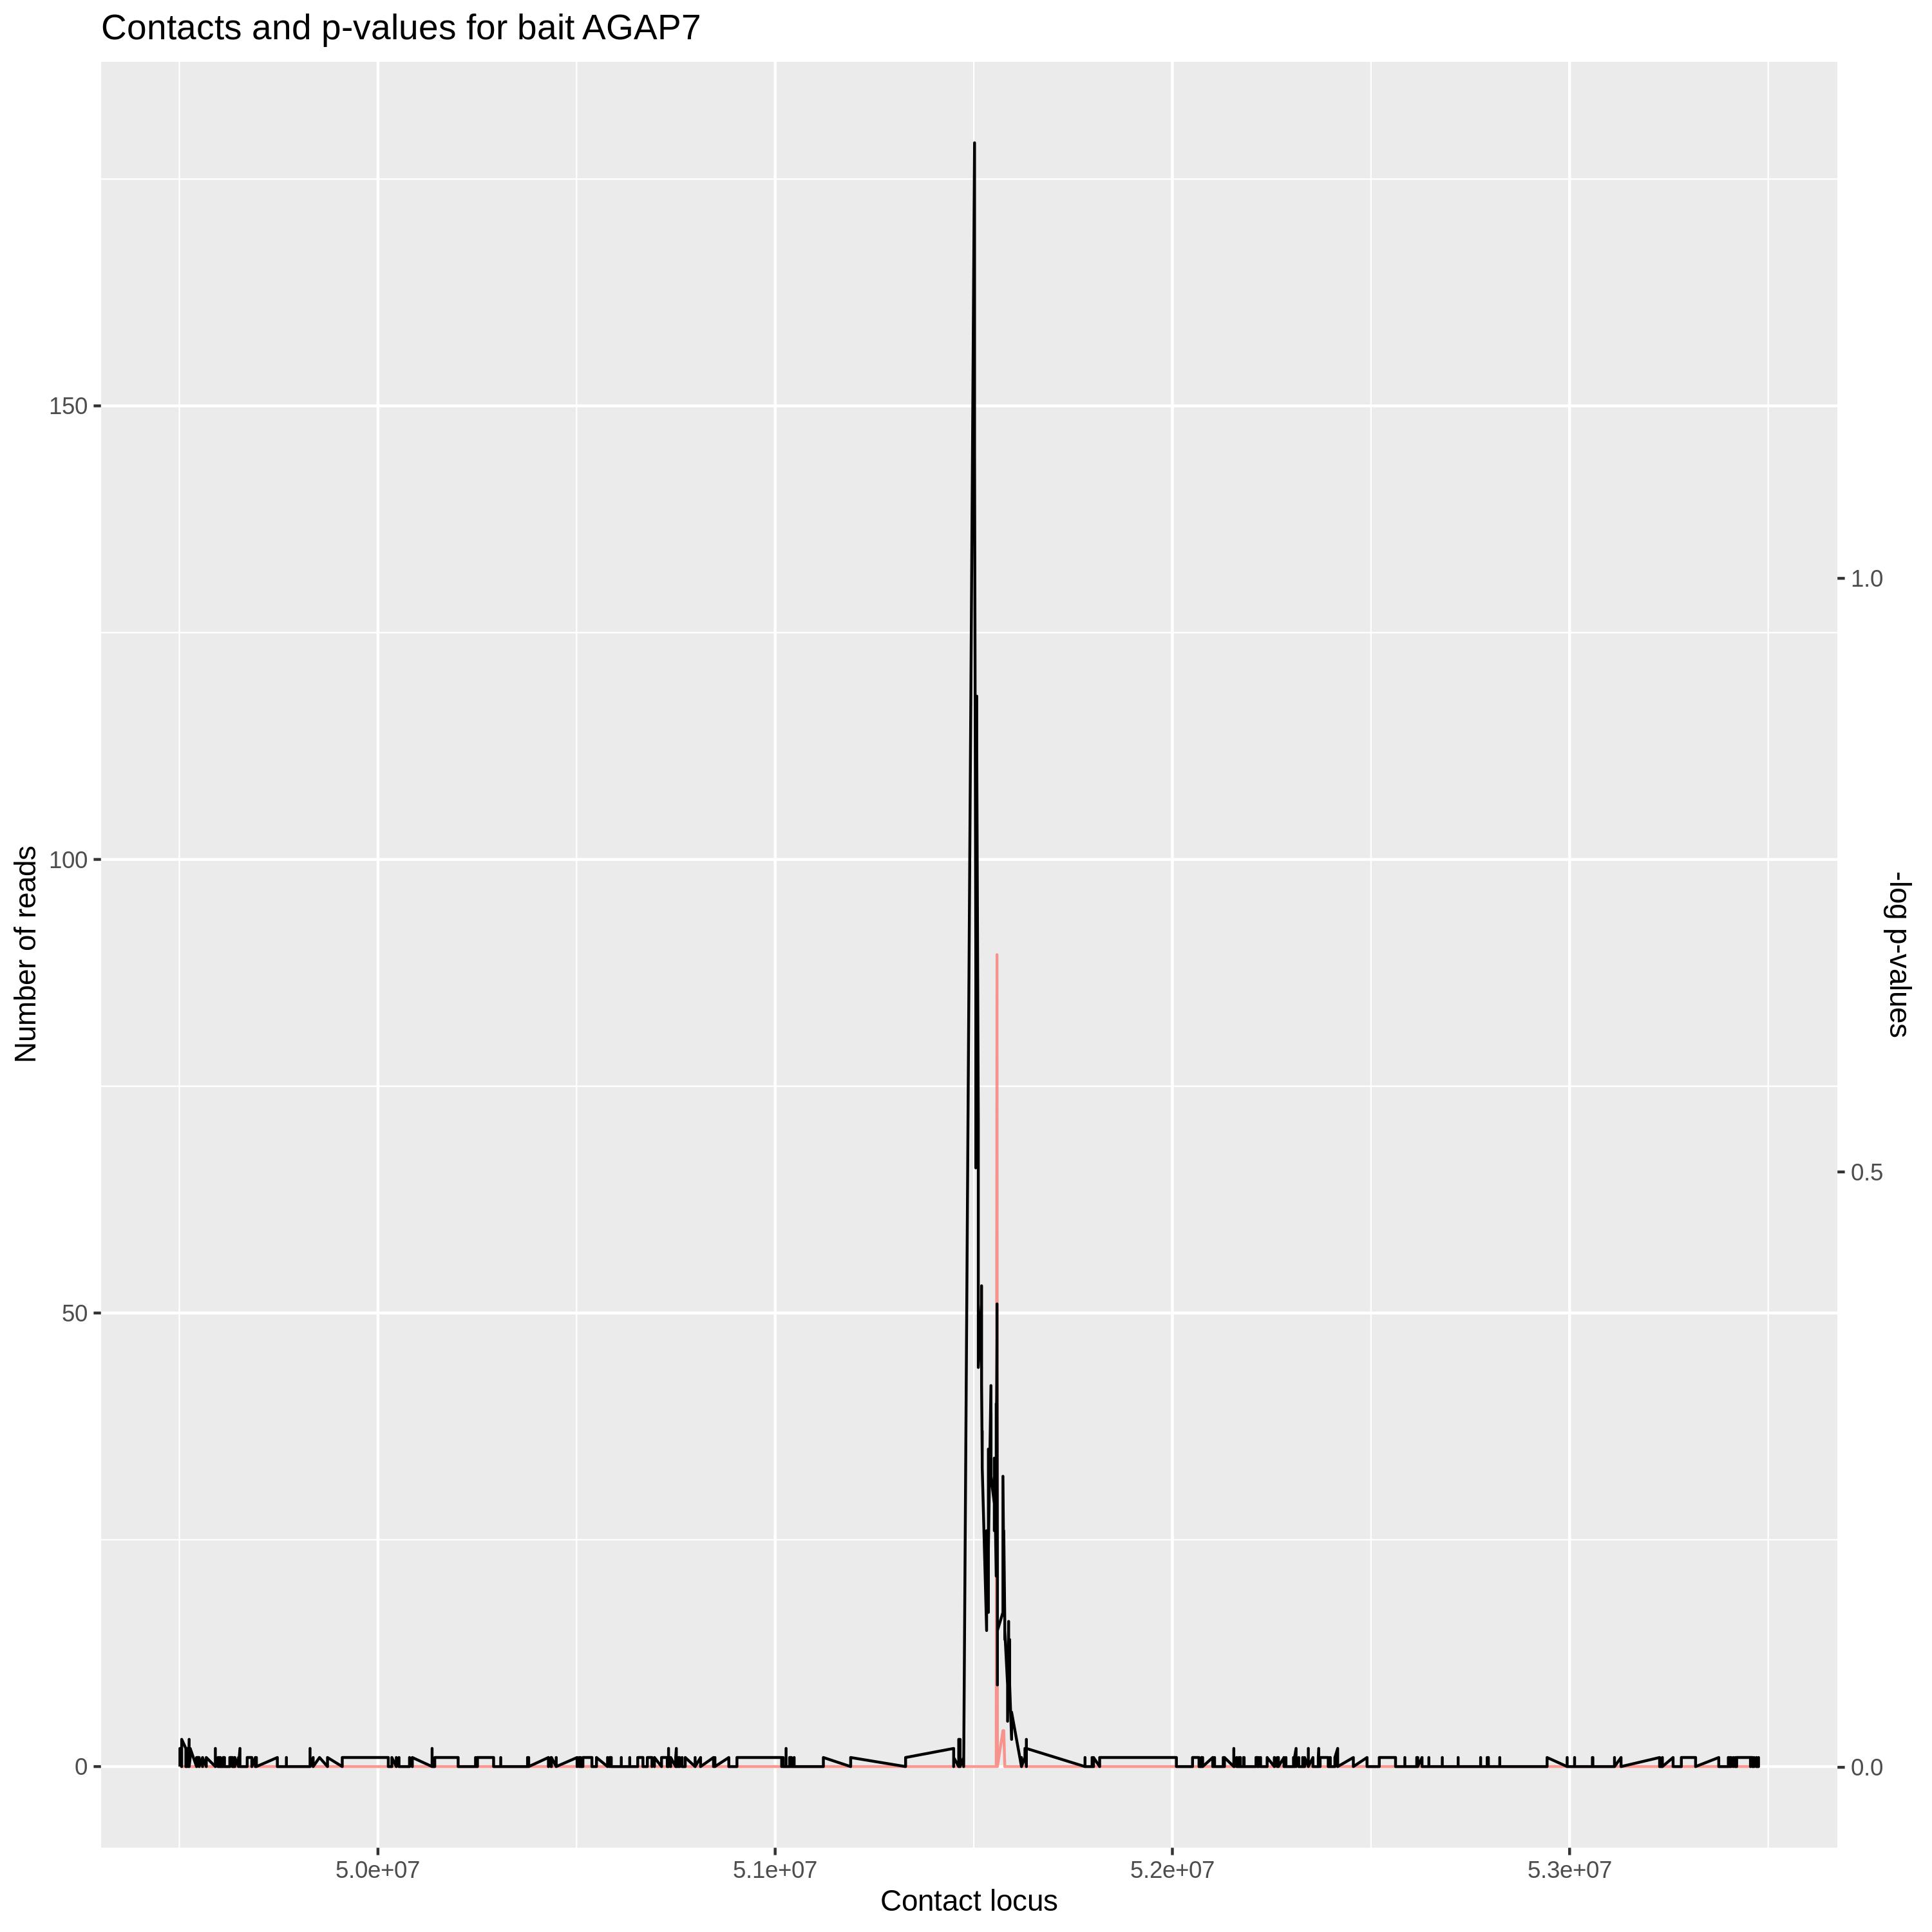 Contacts and p-values for bait AGAP7
Number of reads
150
100
50
0
-log p-values
1.0
0.5
0.0
5.0e+07
5.1e+07
5.2e+07
5.3e+07
Contact locus